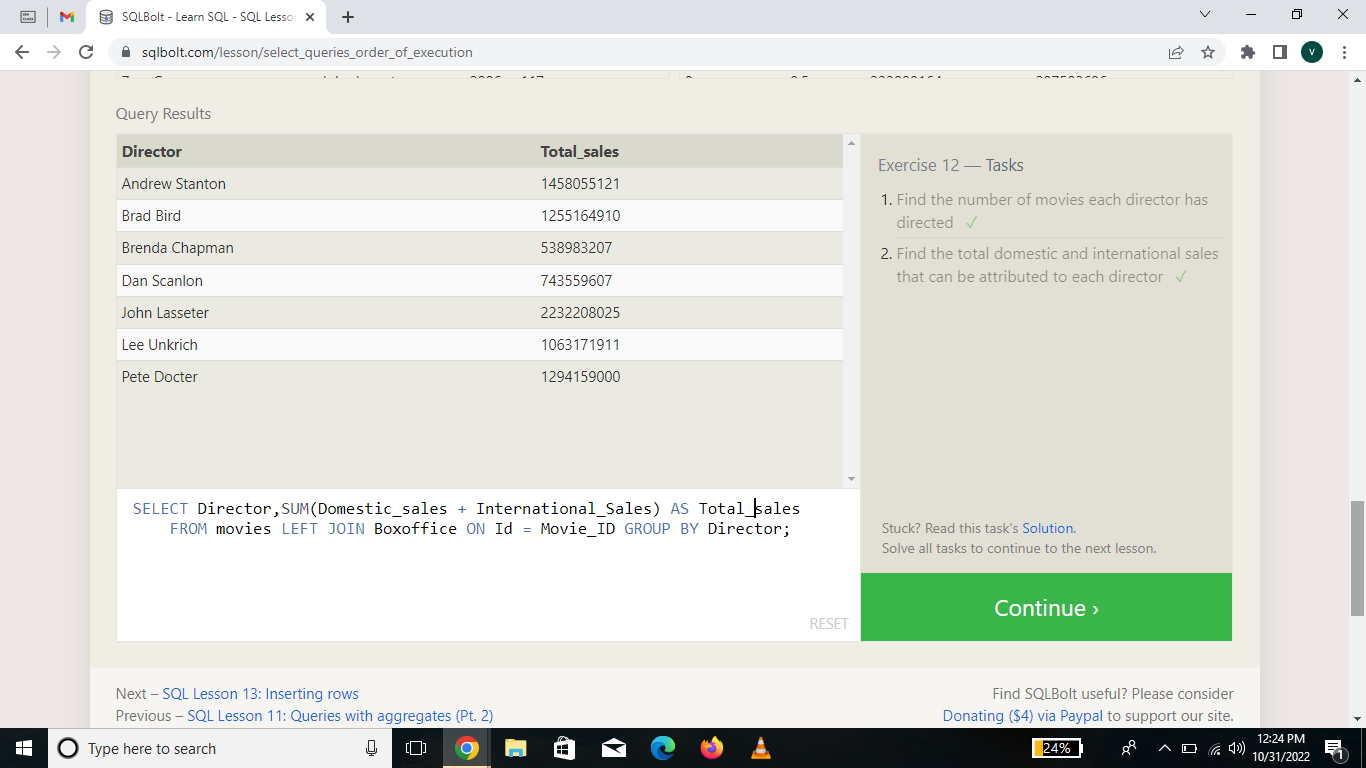 SQLBolt - Learn SQL - SQL Lesso
sqlbolt.com/lesson/select_queries_order_of_execution
V
Query Results
Director Total_sales
Andrew Stanton 1458055121
Brad Bird 1255164910
Brenda Chapman 538983207
Dan Scanlon 743559607
John Lasseter 2232208025
Lee Unkrich 1063171911
Pete Docter 1294159000
Exercise 12 — Tasks
1. Find the number of movies each director has
directed ✓
2. Find the total domestic and international sales
that can be attributed to each director ✓
SELECT Director,SUM(Domestic_sales + International_Sales) AS Total_sales
FROM movies LEFT JOIN Boxoffice ON Id = Movie_ID GROUP BY Director;
RESET
Stuck? Read this task's Solution.
Solve all tasks to continue to the next lesson.
Continue ›
Next – SQL Lesson 13: Inserting rows
Previous – SQL Lesson 11: Queries with aggregates (Pt. 2)
Find SQLBolt useful? Please consider
Donating ($4) via Paypal to support our site.
Type here to search
24%
12:24 PM
10/31/2022
1